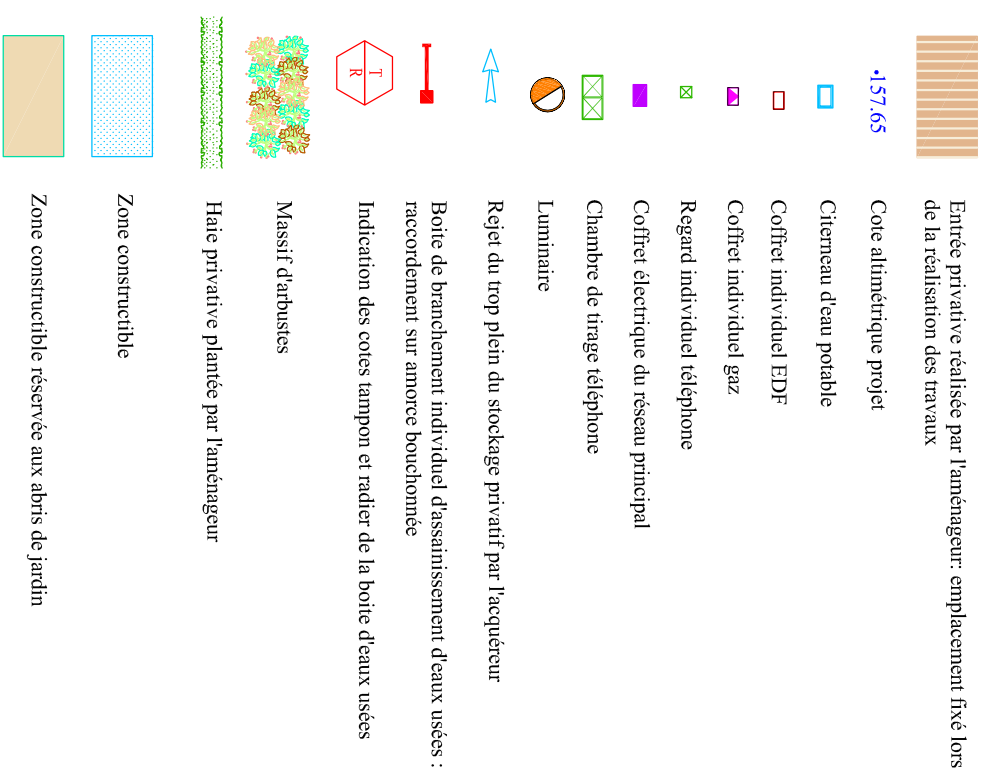 Entrée privative réalisée par l'aménageur: emplacement fixé lors
de la réalisation des travaux
•157.65
Cote altimétrique projet
Citerneau d'eau potable
Coffret individuel EDF
Coffret individuel gaz
Regard individuel téléphone
Coffret électrique du réseau principal
Chambre de tirage téléphone
Luminaire
Rejet du trop plein du stockage privatif par l'acquéreur
Boite de branchement individuel d'assainissement d'eaux usées :
raccordement sur amorce bouchonnée
T
R
Indication des cotes tampon et radier de la boite d'eaux usées
Massif d'arbustes
Haie privative plantée par l'aménageur
Zone constructible
Zone constructible réservée aux abris de jardin